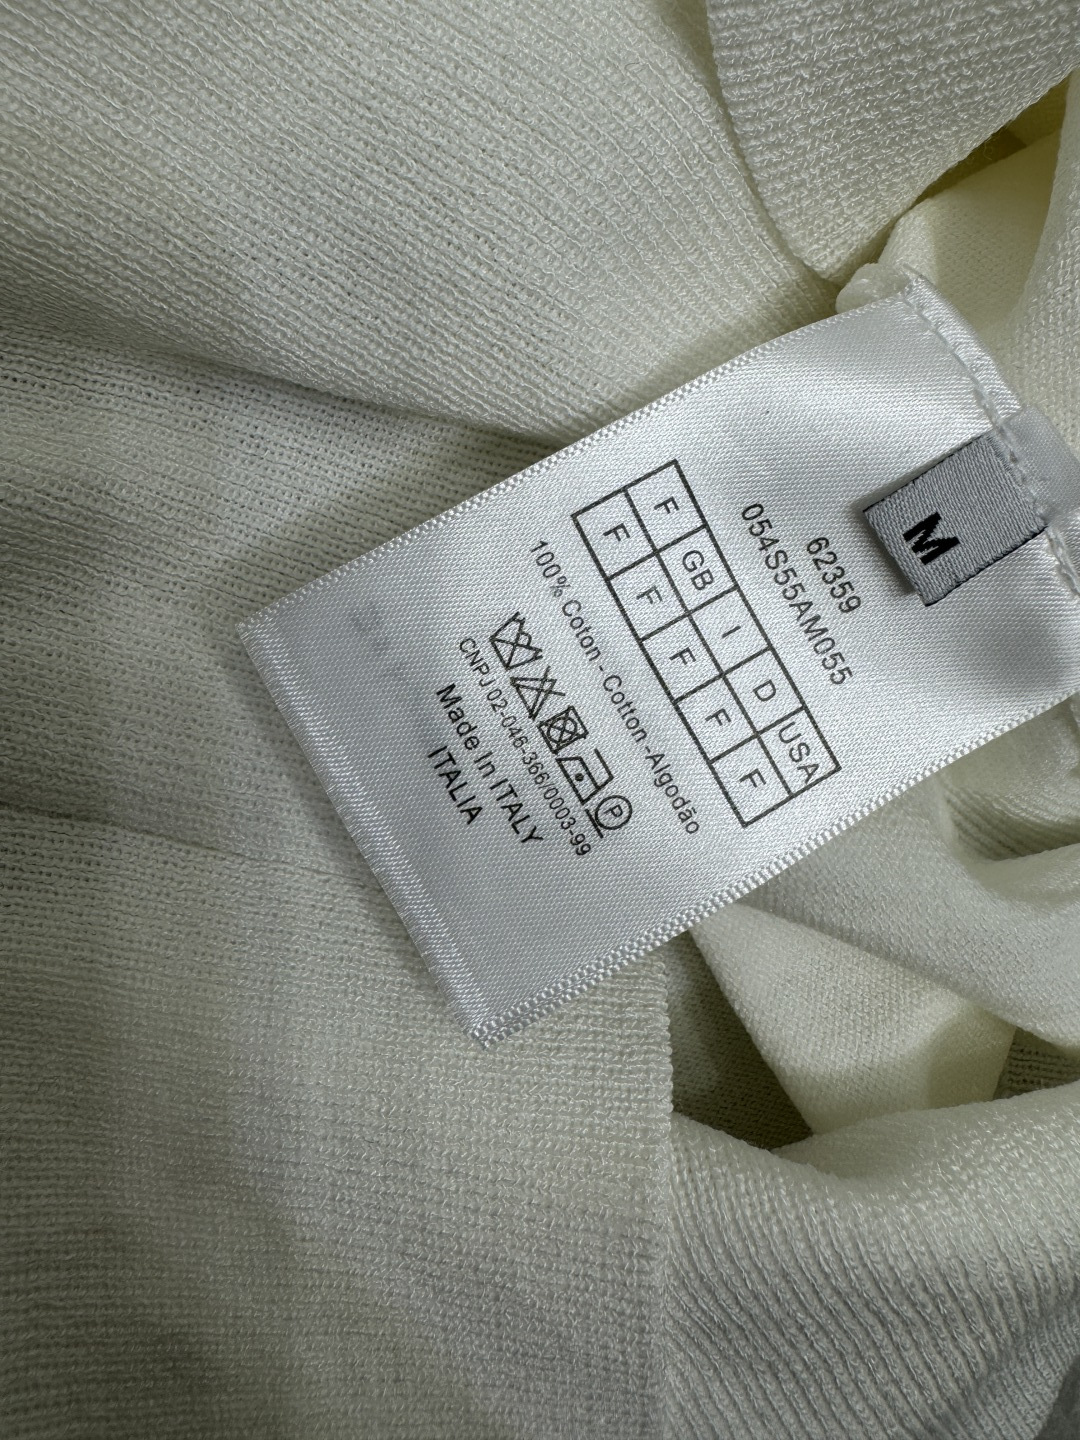 M
62359
054S55AM055
F GB I D USA
F F F F F
100% Coton - Cotton -Algodão
P
CNPJ 02-046-366/0003-99
Made In ITALY
ITALIA